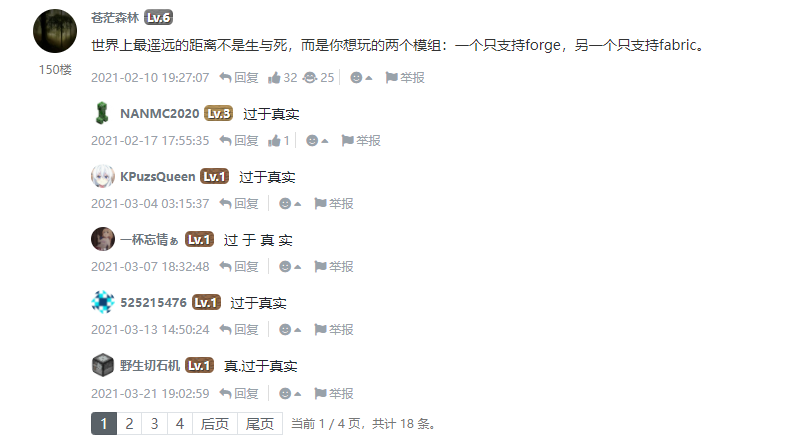 苍茫森林 Lv.6
世界上最遥远的距离不是生与死，而是你想玩的两个模组：一个只支持forge，另一个只支持fabric。
150楼
2021-02-10 19:27:07 回复 32 25 举报
NANMC2020 Lv.3 过于真实
2021-02-17 17:55:35 回复 1 举报
KPuzsQueen Lv.1 过于真实
2021-03-04 03:15:37 回复 举报
一杯忘情ぁ Lv.1 过 于 真 实
2021-03-07 18:32:48 回复 举报
525215476 Lv.1 过于真实
2021-03-13 14:50:24 回复 举报
野生切石机 Lv.1 真.过于真实
2021-03-21 19:02:59 回复 举报
1 2 3 4 后页 尾页 当前 1 / 4 页，共计 18 条。